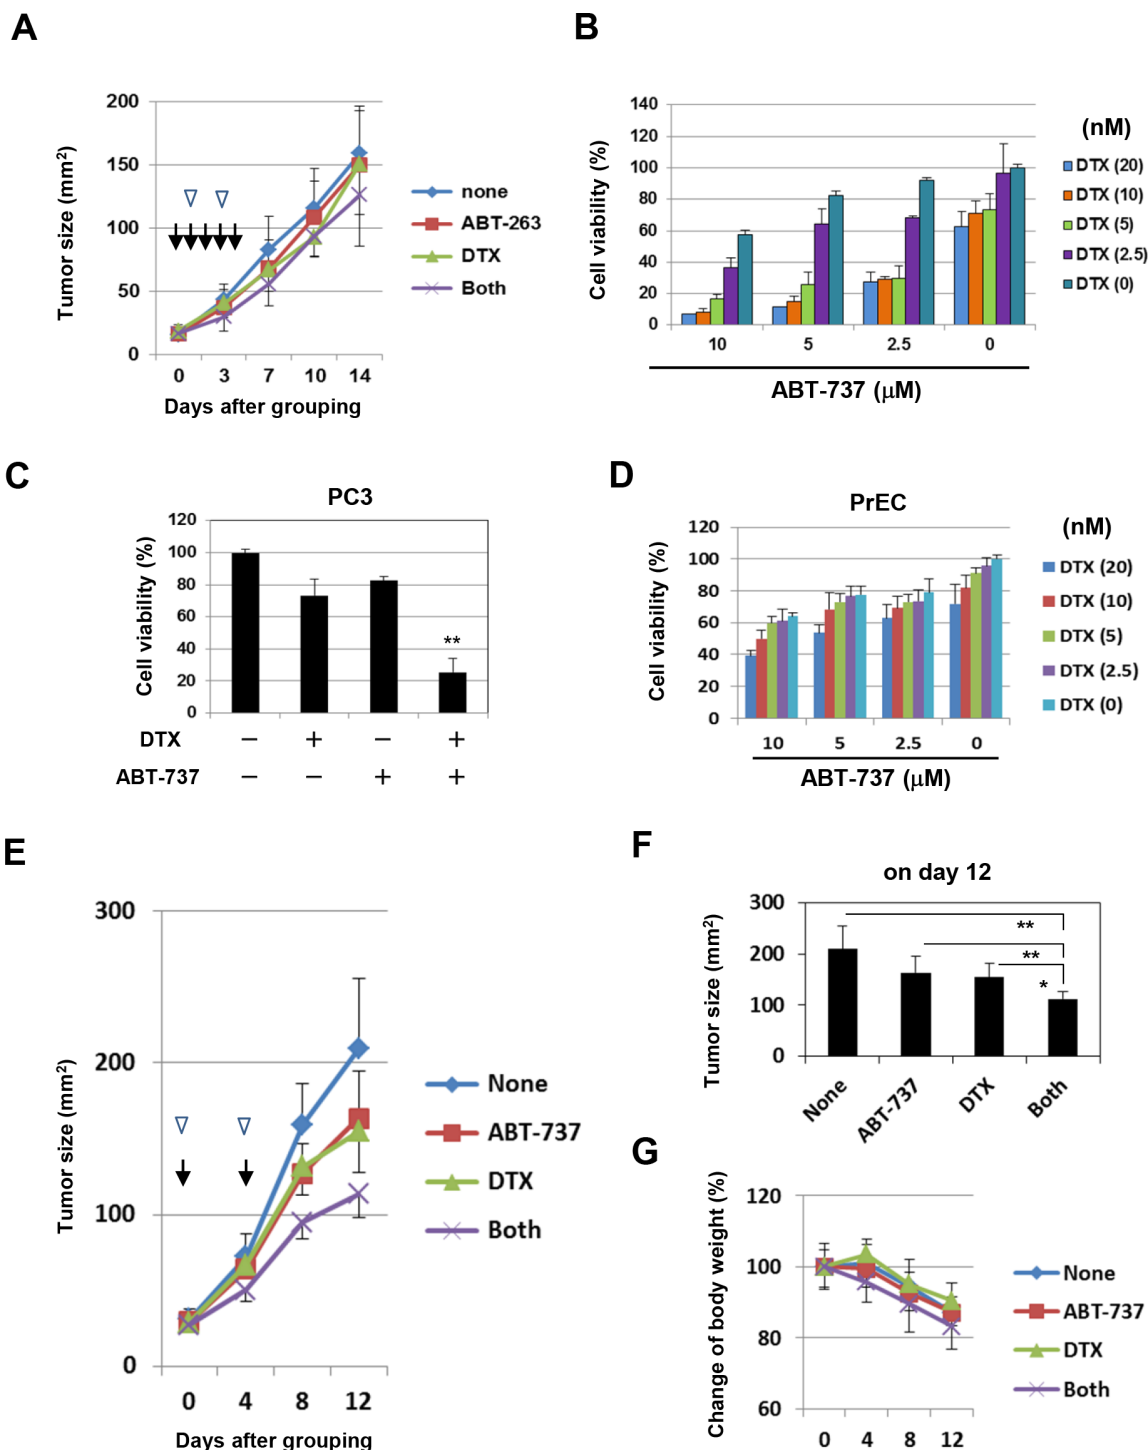 A
200
150
100
50
0
Tumor size (mm²)
0 3 7 10 14
Days after grouping
none
ABT-263
DTX
Both
B
140
120
100
80
60
40
20
0
Cell viability (%)
10 5 2.5 0
ABT-737 (μM)
(nM)
DTX (20)
DTX (10)
DTX (5)
DTX (2.5)
DTX (0)
C
PC3
120
100
80
60
40
20
0
Cell viability (%)
**
DTX − + − +
ABT-737 − − + +
D
PrEC
120
100
80
60
40
20
0
Cell viability (%)
10 5 2.5 0
ABT-737 (μM)
(nM)
DTX (20)
DTX (10)
DTX (5)
DTX (2.5)
DTX (0)
E
300
200
100
0
Tumor size (mm²)
0 4 8 12
Days after grouping
None
ABT-737
DTX
Both
F
on day 12
300
200
100
0
Tumor size (mm²)
**
**
*
None ABT-737 DTX Both
G
120
100
80
60
Change of body weight (%)
0 4 8 12
None
ABT-737
DTX
Both